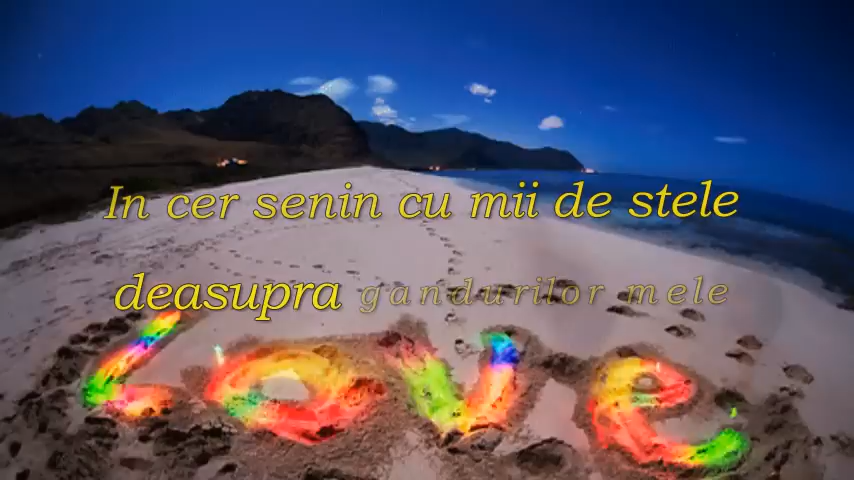 In cer senin cu mii de stele
deasupra gandurilor mele
Love